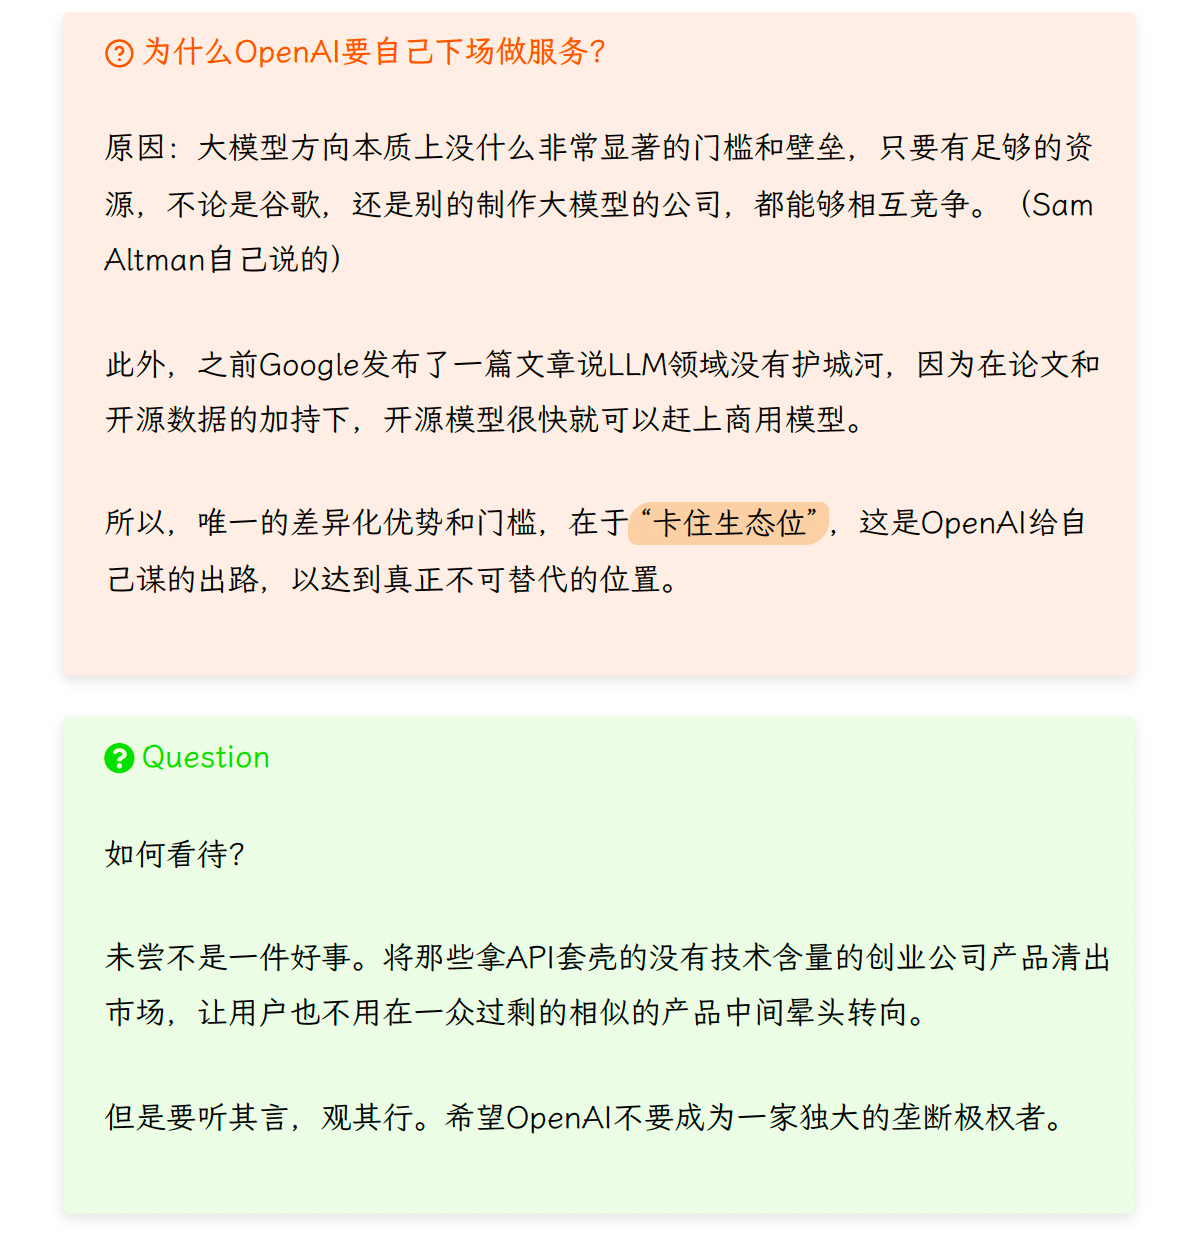 为什么OpenAI要自己下场做服务？
原因：大模型方向本质上没什么非常显著的门槛和壁垒，只要有足够的资
源，不论是谷歌，还是别的制作大模型的公司，都能够相互竞争。（Sam
Altman自己说的）
此外，之前Google发布了一篇文章说LLM领域没有护城河，因为在论文和
开源数据的加持下，开源模型很快就可以赶上商用模型。
所以，唯一的差异化优势和门槛，在于“卡住生态位”，这是OpenAI给自
己谋的出路，以达到真正不可替代的位置。
Question
如何看待？
未尝不是一件好事。将那些拿API套壳的没有技术含量的创业公司产品清出
市场，让用户也不用在一众过剩的相似的产品中间晕头转向。
但是要听其言，观其行。希望OpenAI不要成为一家独大的垄断极权者。